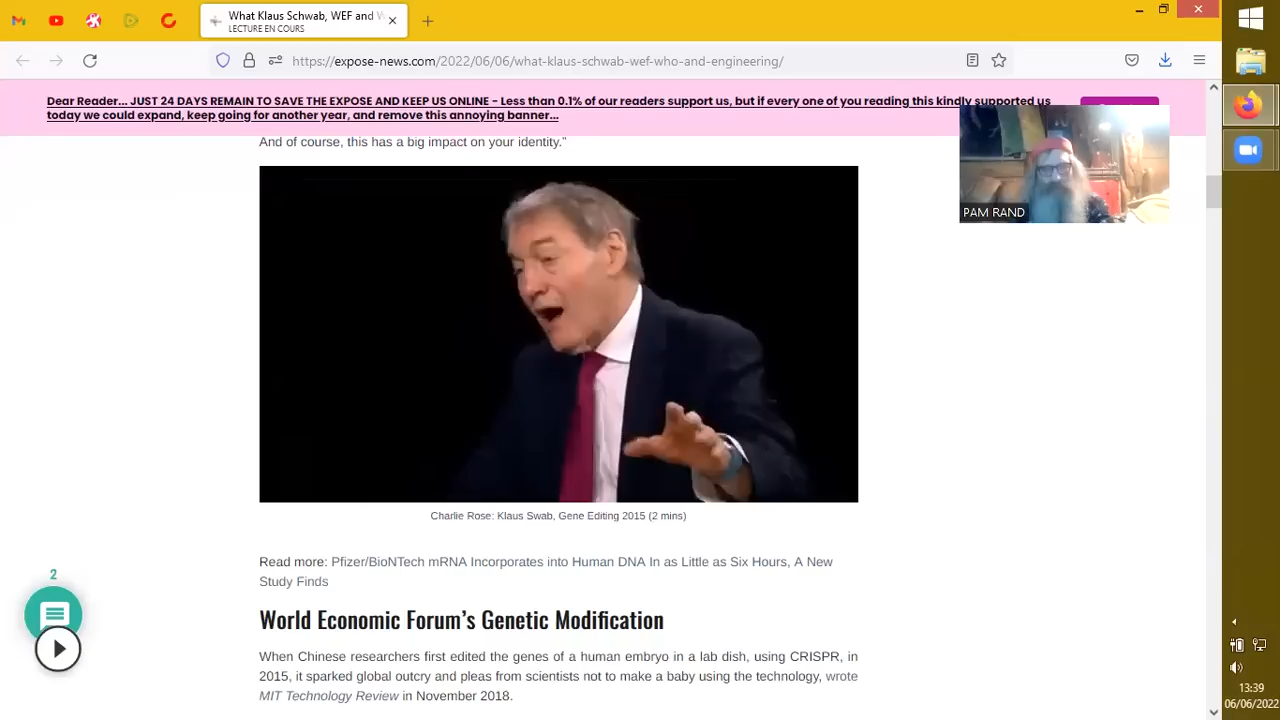 What Klaus Schwab, WEF and W
LECTURE EN COURS
https://expose-news.com/2022/06/06/what-klaus-schwab-wef-who-and-engineering/
Dear Reader... JUST 24 DAYS REMAIN TO SAVE THE EXPOSE AND KEEP US ONLINE - Less than 0.1% of our readers support us, but if every one of you reading this kindly supported us
today we could expand, keep going for another year, and remove this annoying banner...
And of course, this has a big impact on your identity.”
PAM RAND
Charlie Rose: Klaus Swab, Gene Editing 2015 (2 mins)
Read more: Pfizer/BioNTech mRNA Incorporates into Human DNA In as Little as Six Hours, A New
Study Finds
2
World Economic Forum’s Genetic Modification
When Chinese researchers first edited the genes of a human embryo in a lab dish, using CRISPR, in
2015, it sparked global outcry and pleas from scientists not to make a baby using the technology, wrote
MIT Technology Review in November 2018.
13:39
06/06/2022